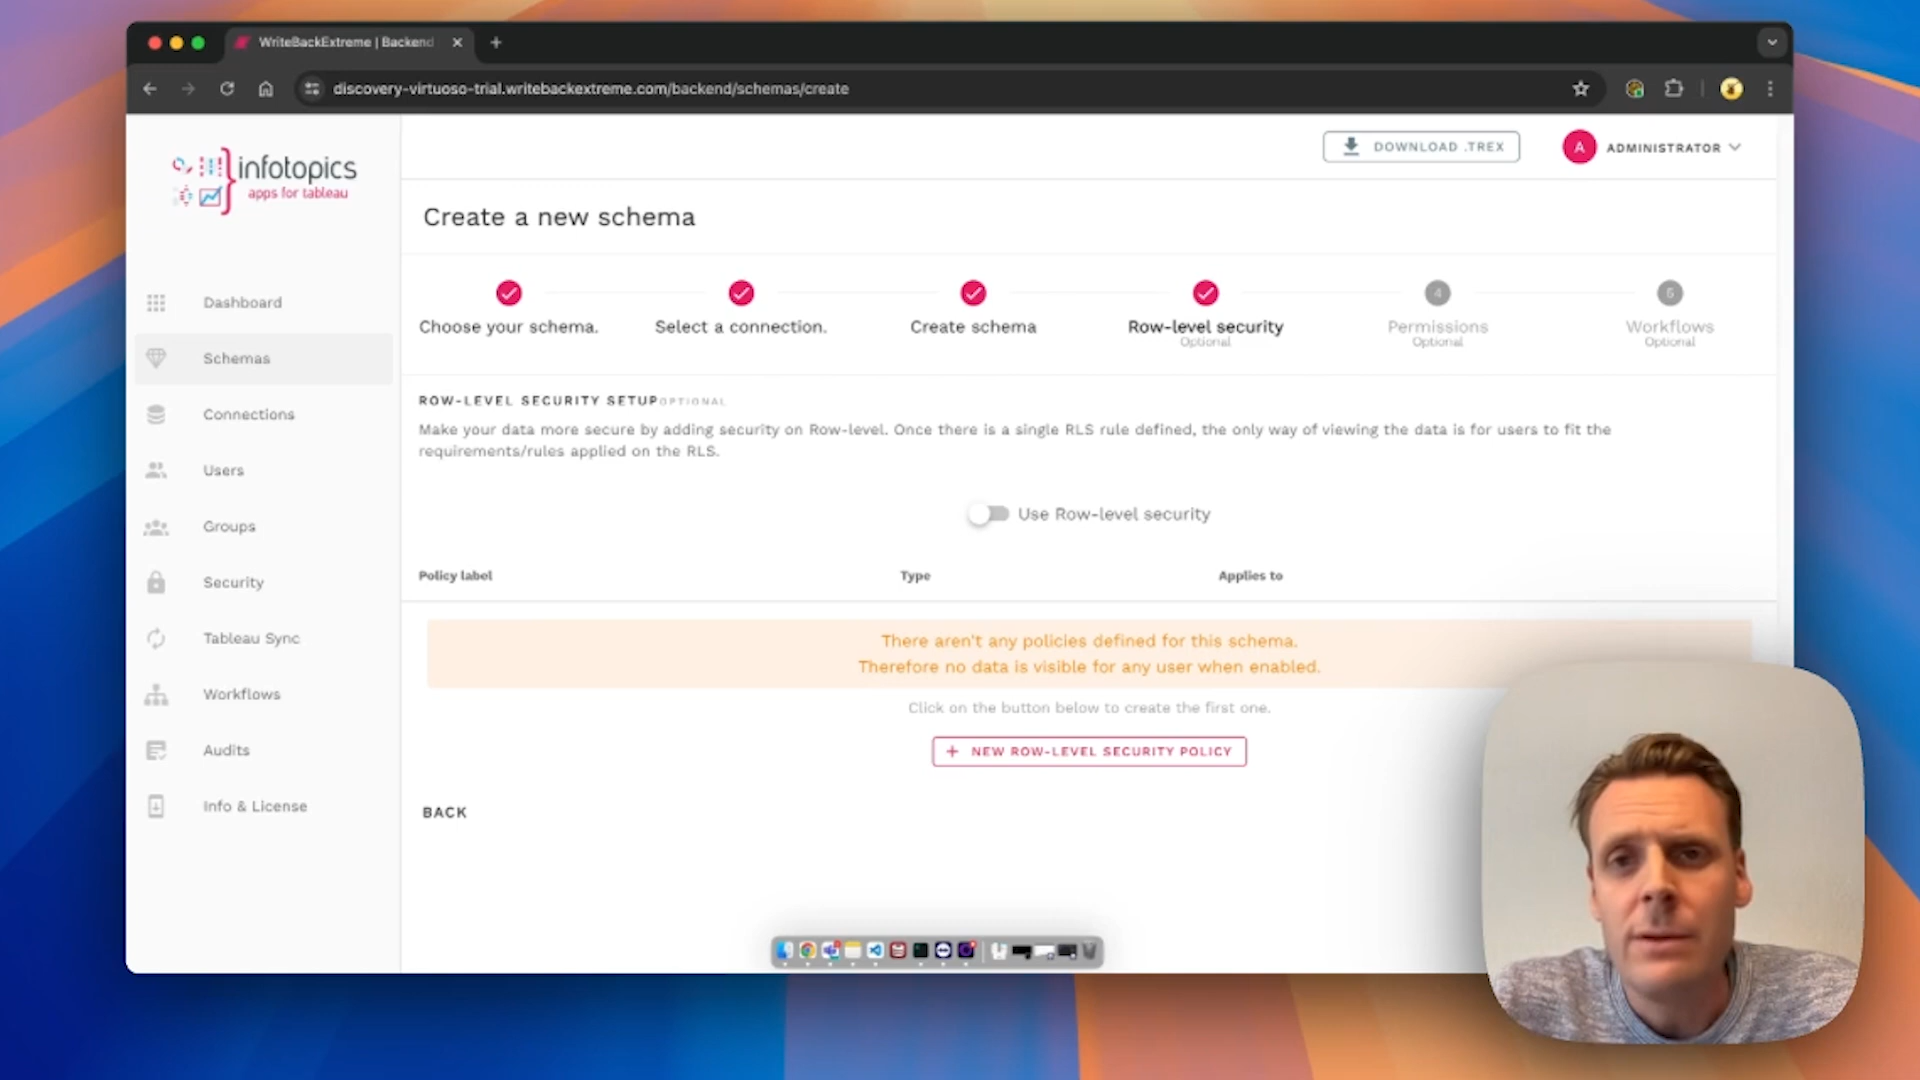 WriteBackExtreme | Backend
discovery-virtuoso-trial.writebackextreme.com/backend/schemas/create
infotopics
apps for tableau
DOWNLOAD .TREX
A
ADMINISTRATOR
Create a new schema
Dashboard
Schemas
Connections
Users
Groups
Security
Tableau Sync
Workflows
Audits
Info & License
4
5
Choose your schema.
Select a connection.
Create schema
Row-level security
Optional
Permissions
Optional
Workflows
Optional
ROW-LEVEL SECURITY SETUP OPTIONAL
Make your data more secure by adding security on Row-level. Once there is a single RLS rule defined, the only way of viewing the data is for users to fit the
requirements/rules applied on the RLS.
Use Row-level security
Policy label
Type
Applies to
There aren't any policies defined for this schema.
Therefore no data is visible for any user when enabled.
Click on the button below to create the first one.
+ NEW ROW-LEVEL SECURITY POLICY
BACK